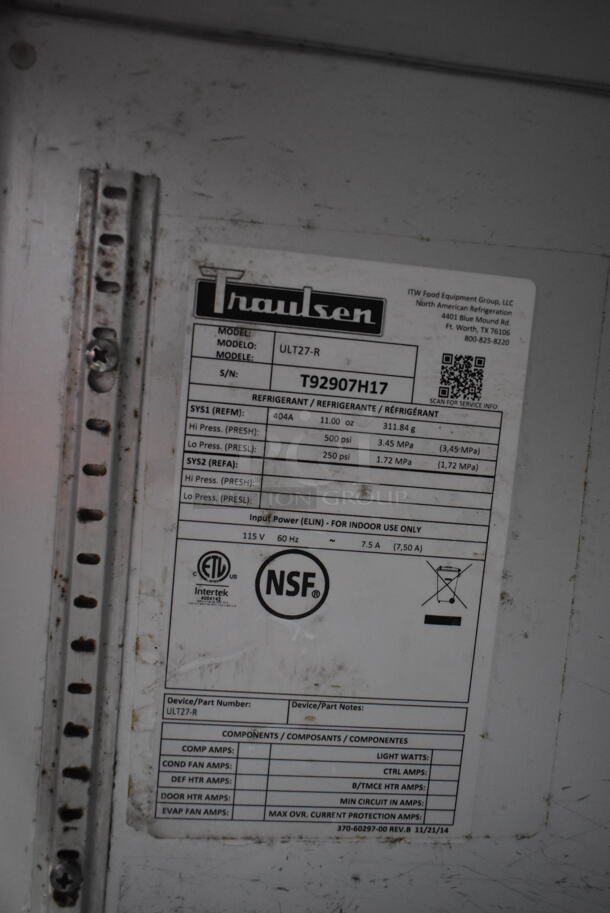 Traulsen
ITW Food Equipment Group, LLC
North American Refrigeration
4401 Blue Mound Rd.
Ft. Worth, TX 76106
800-825-8220
MODEL:
MODELO:
MODELE:
ULT27-R
S/N:
T92907H17
SCAN FOR SERVICE INFO
REFRIGERANT / REFRIGERANTE / RÉFRIGÉRANT
SYS1 (REFM): 404A 11.00 oz 311.84 g
Hi Press. (PRESH): 500 psi 3.45 MPa (3,45 MPa)
Lo Press. (PRESL): 250 psi 1.72 MPa (1,72 MPa)
SYS2 (REFA):
Hi Press. (PRESH):
Lo Press. (PRESL):
GROUP
Input Power (ELIN) - FOR INDOOR USE ONLY
115 V 60 Hz ~ 7.5 A (7,50 A)
ETL
C US
Intertek
4004142
NSF®
Device/Part Number:
ULT27-R
Device/Part Notes:
COMPONENTS / COMPOSANTS / COMPONENTES
COMP AMPS: LIGHT WATTS:
COND FAN AMPS: CTRL AMPS:
DEF HTR AMPS: B/TMCE HTR AMPS:
DOOR HTR AMPS: MIN CIRCUIT IN AMPS:
EVAP FAN AMPS: MAX OVR. CURRENT PROTECTION AMPS:
370-60297-00 REV.B 11/21/14